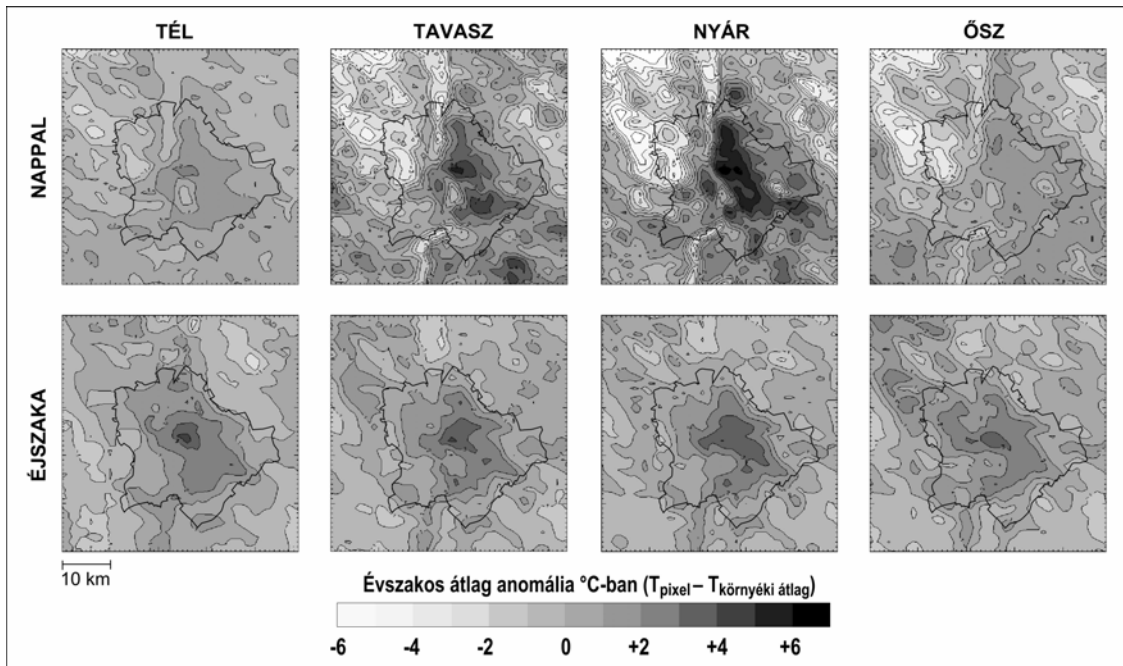 TÉL TAVASZ NYÁR ŐSZ
NAPPAL
ÉJSZAKA
10 km
Évszakos átlag anomália °C-ban (Tpixel – Tkörnyéki átlag)
-6 -4 -2 0 +2 +4 +6